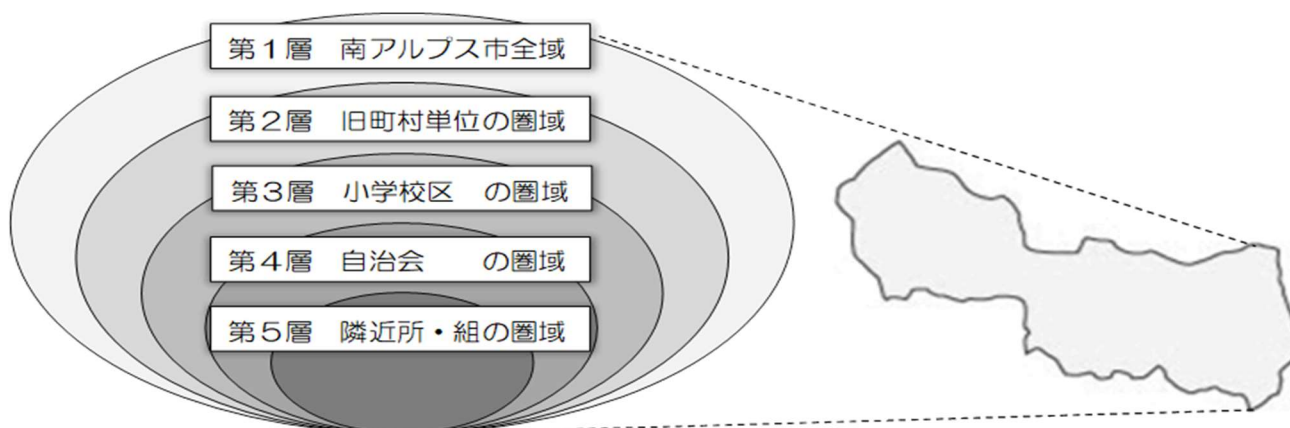 第１層　南アルプス市全域
第２層　旧町村単位の圏域
第３層　小学校区　の圏域
第４層　自治会　　の圏域
第５層　隣近所・組の圏域